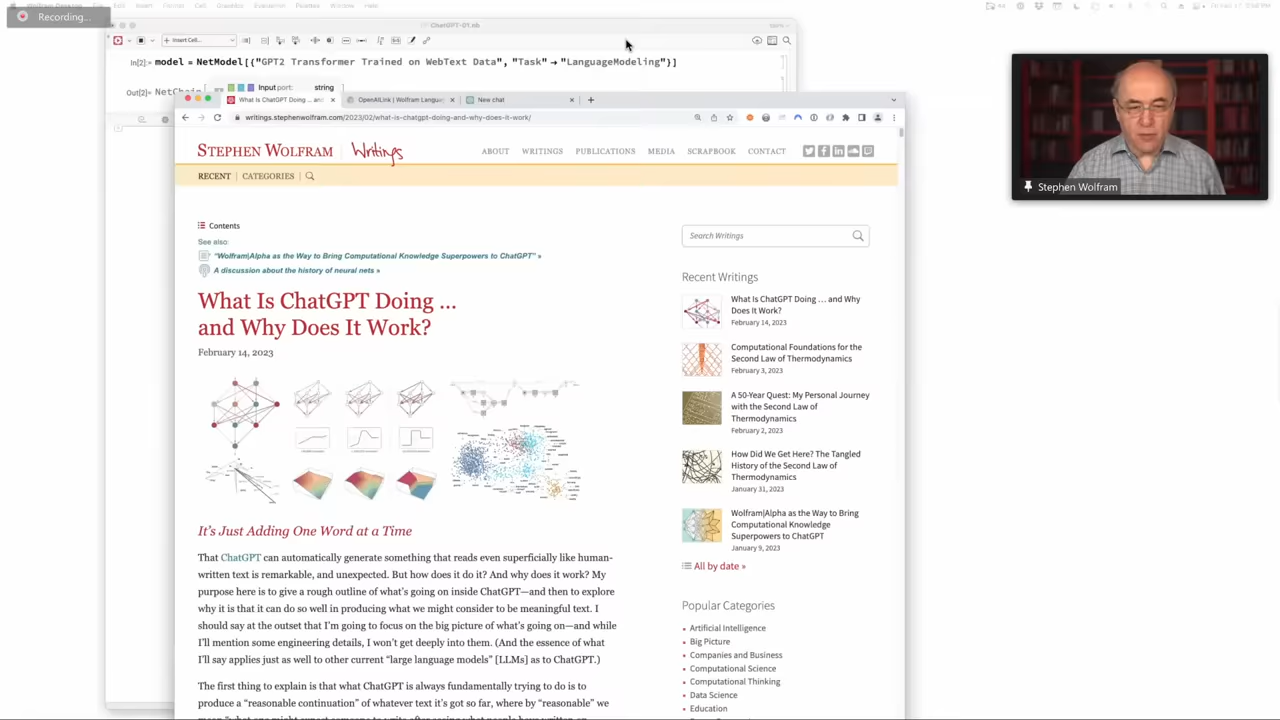 Recording...
ChatGPT-01.nb
Insert Cell...
In[2]:= model = NetModel[{"GPT2 Transformer Trained on WebText Data", "Task" → "LanguageModeling"}]
Out[2]= NetChain
Input port: string
What Is ChatGPT Doing ... and
OpenAILink | Wolfram Langua
New chat
writings.stephenwolfram.com/2023/02/what-is-chatgpt-doing-and-why-does-it-work/
STEPHEN WOLFRAM | Writings
ABOUT WRITINGS PUBLICATIONS MEDIA SCRAPBOOK CONTACT
RECENT | CATEGORIES
Contents
See also:
"Wolfram|Alpha as the Way to Bring Computational Knowledge Superpowers to ChatGPT" »
A discussion about the history of neural nets »
What Is ChatGPT Doing ...
and Why Does It Work?
February 14, 2023
It's Just Adding One Word at a Time
That ChatGPT can automatically generate something that reads even superficially like human-
written text is remarkable, and unexpected. But how does it do it? And why does it work? My
purpose here is to give a rough outline of what's going on inside ChatGPT—and then to explore
why it is that it can do so well in producing what we might consider to be meaningful text. I
should say at the outset that I'm going to focus on the big picture of what's going on—and while
I'll mention some engineering details, I won't get deeply into them. (And the essence of what
I'll say applies just as well to other current "large language models" [LLMs] as to ChatGPT.)
The first thing to explain is that what ChatGPT is always fundamentally trying to do is to
produce a "reasonable continuation" of whatever text it's got so far, where by "reasonable" we
Search Writings
Recent Writings
What Is ChatGPT Doing ... and Why
Does It Work?
February 14, 2023
Computational Foundations for the
Second Law of Thermodynamics
February 3, 2023
A 50-Year Quest: My Personal Journey
with the Second Law of
Thermodynamics
February 2, 2023
How Did We Get Here? The Tangled
History of the Second Law of
Thermodynamics
January 31, 2023
Wolfram|Alpha as the Way to Bring
Computational Knowledge
Superpowers to ChatGPT
January 9, 2023
All by date »
Popular Categories
Artificial Intelligence
Big Picture
Companies and Business
Computational Science
Computational Thinking
Data Science
Education
Stephen Wolfram